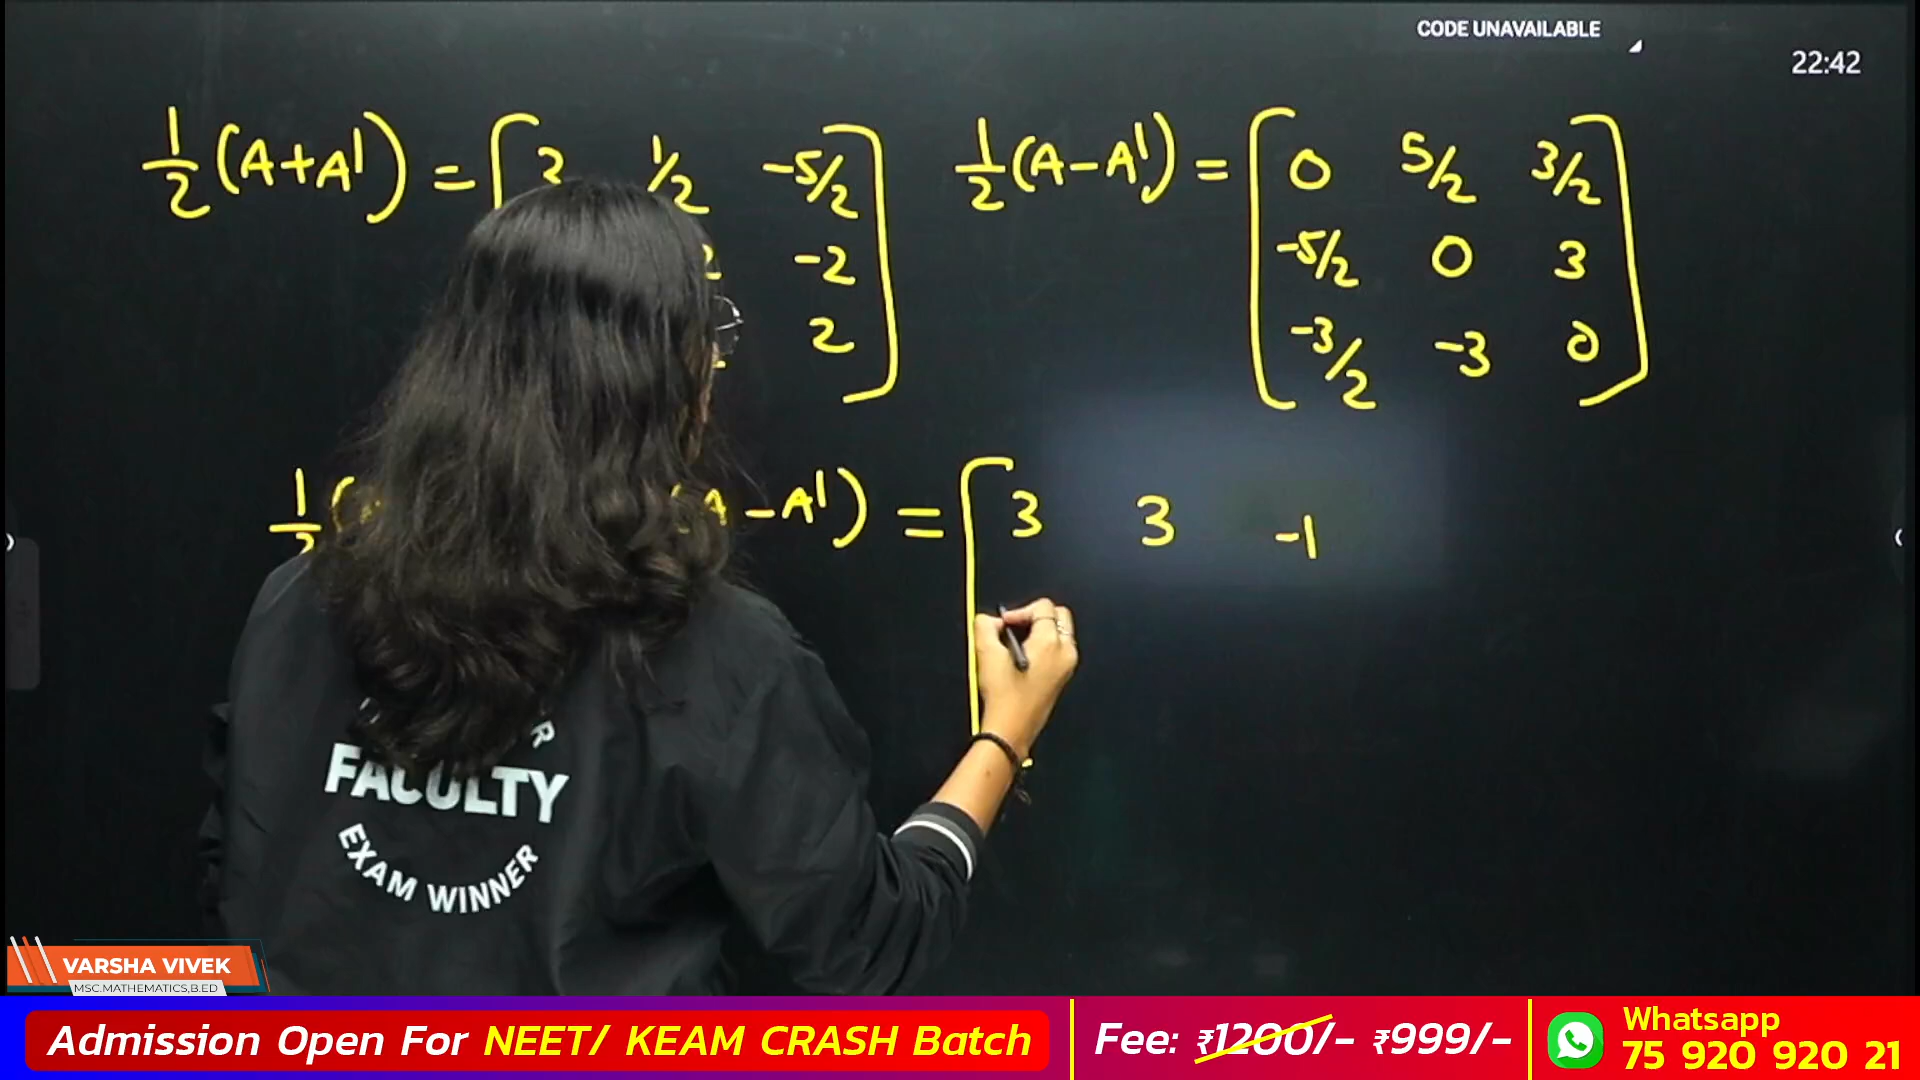 CODE UNAVAILABLE
22:42
1/2 (A+A') = [ 3 1/2 -5/2 ]
-2
2
1/2 (A-A') = [ 0 5/2 3/2 ]
-5/2 0 3
-3/2 -3 0
1/2 ( A - A') = [ 3 3 -1
FACULTY
EXAM WINNER
VARSHA VIVEK
MSC.MATHEMATICS,B.ED
Admission Open For NEET/ KEAM CRASH Batch
Fee: ₹1200/- ₹999/-
Whatsapp
75 920 920 21